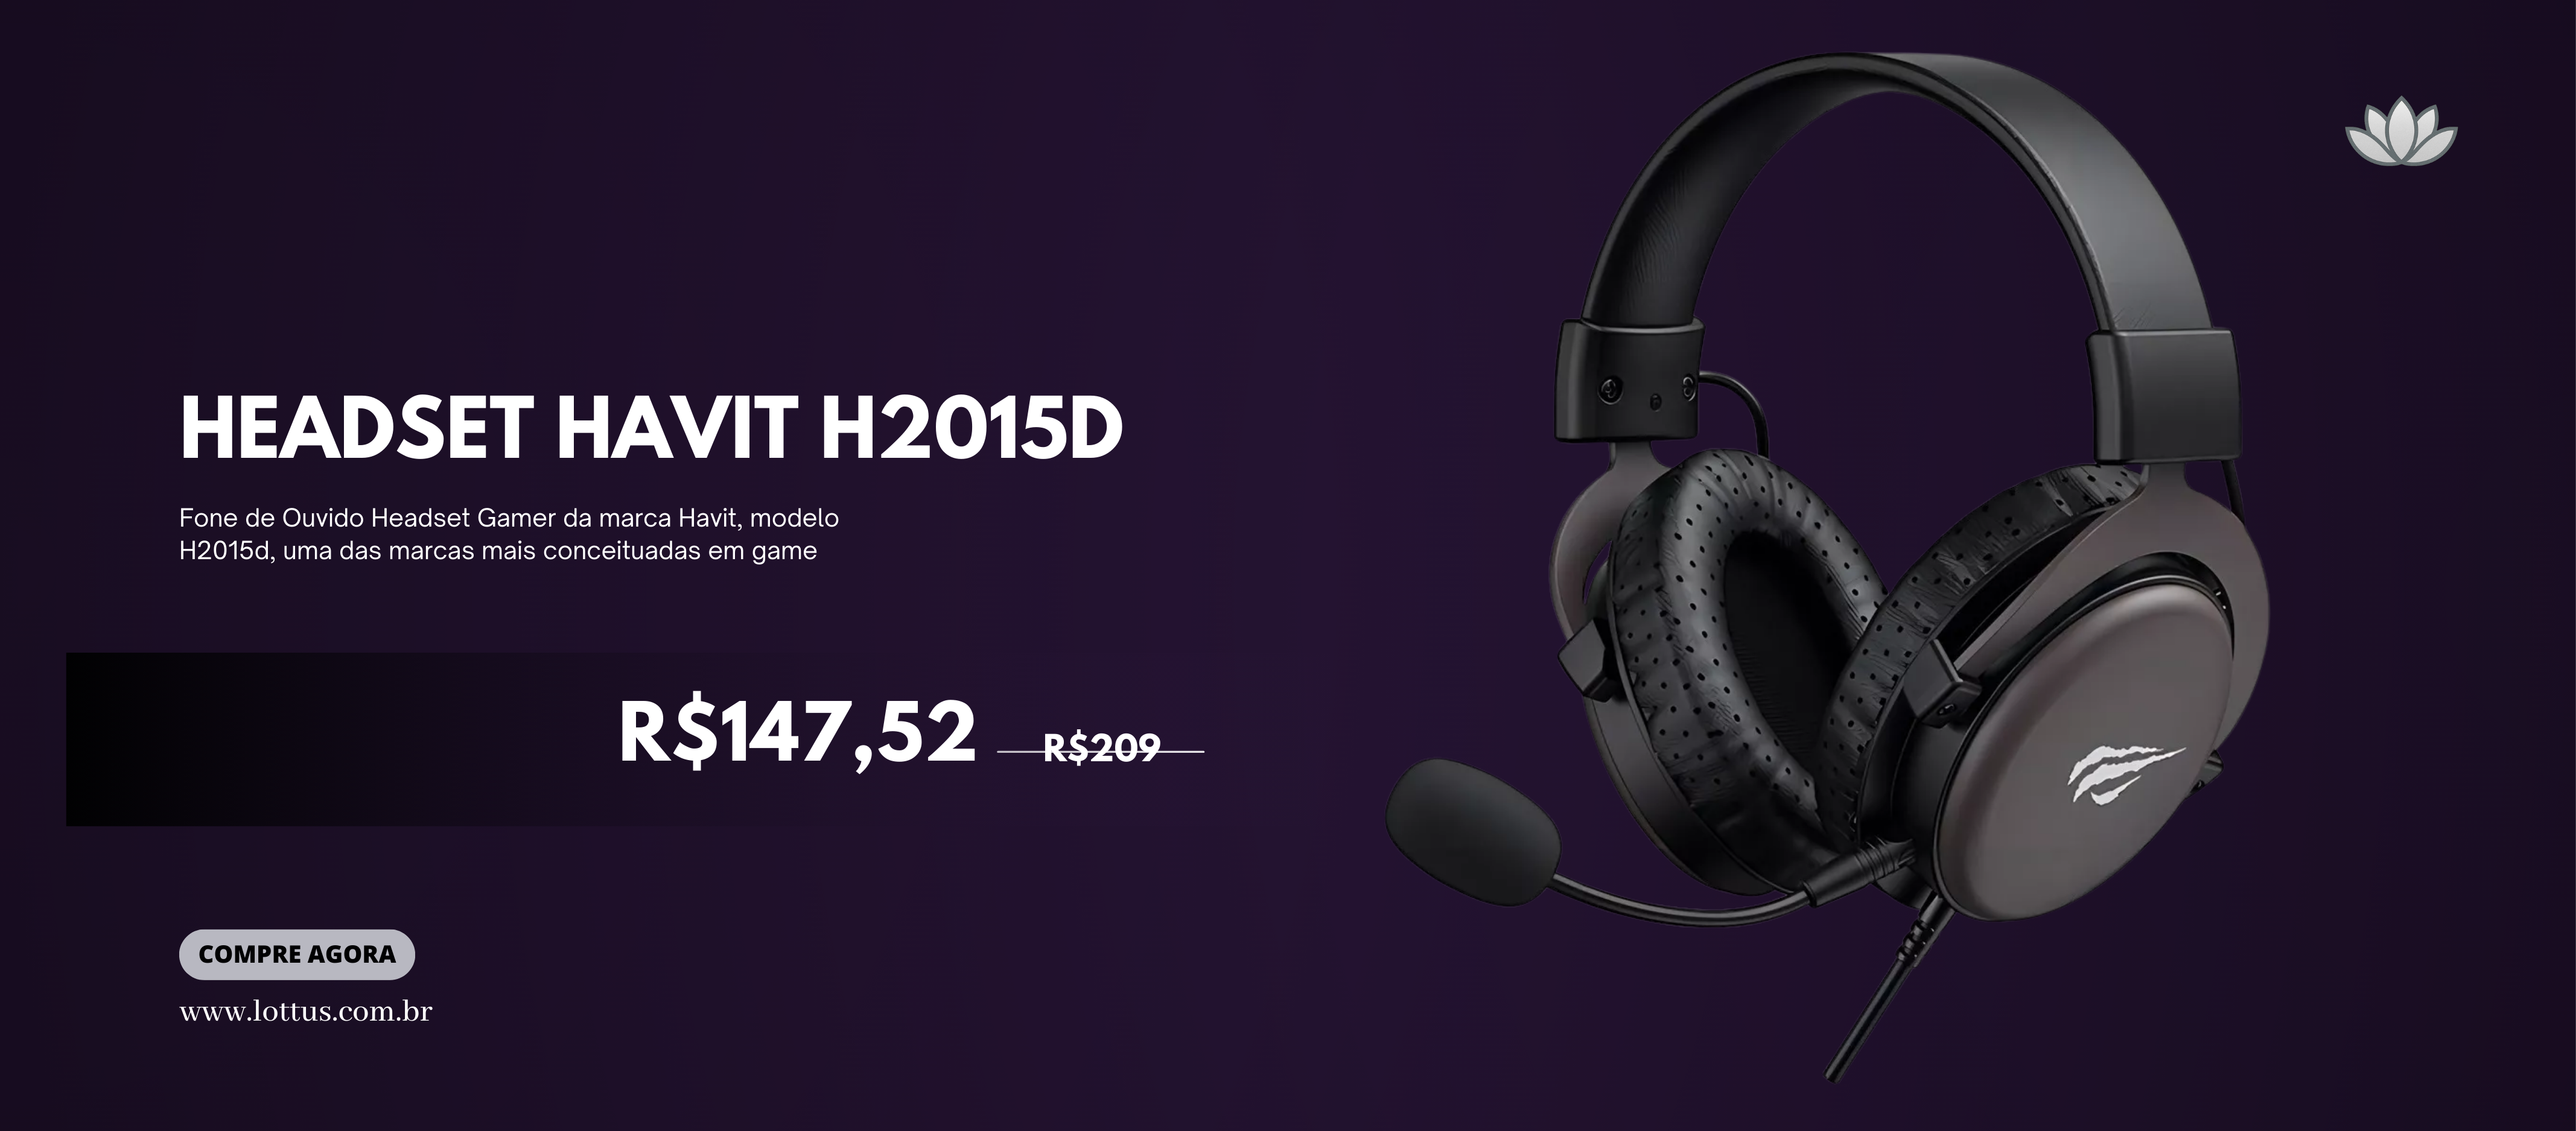 HEADSET HAVIT H2015D
Fone de Ouvido Headset Gamer da marca Havit, modelo
H2015d, uma das marcas mais conceituadas em game
R$147,52 R$209
COMPRE AGORA
www.lottus.com.br